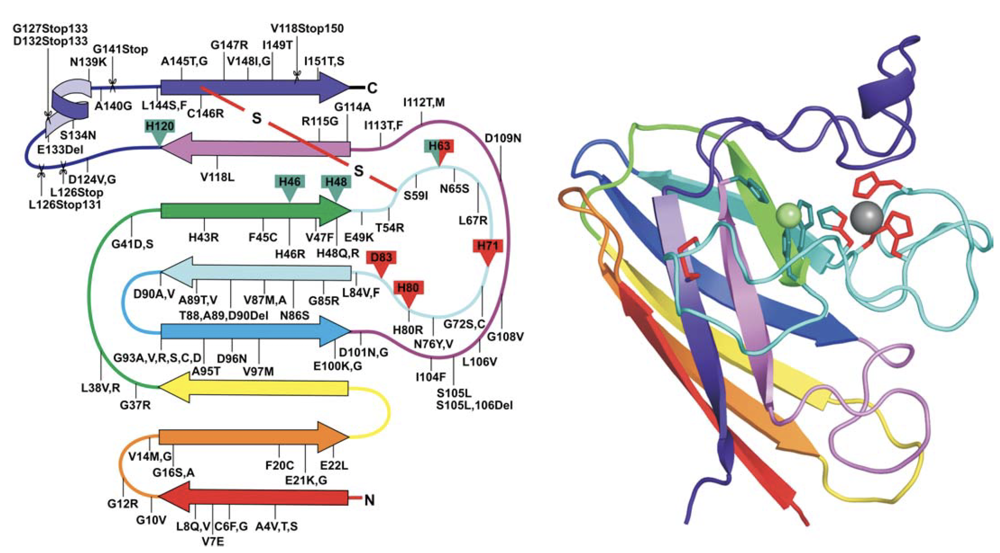 G127Stop133
D132Stop133
V118Stop150
G141Stop
G147R
I149T
N139K
A145T,G
V148I,G
I151T,S
C
A140G
L144S,F
C146R
G114A
I112T,M
S
H120
R115G
I113T,F
S134N
D109N
E133Del
H63
S
D124V,G
V118L
H46
H48
S59I
N65S
L126Stop
L126Stop131
L67R
T54R
G41D,S
H43R
F45C
V47F
E49K
H46R
H48Q,R
H71
D83
H80
D90A,V
A89T,V
V87M,A
G85R
L84V,F
T88,A89,D90Del
N86S
G72S,C
H80R
G108V
N76Y,V
D101N,G
G93A,V,R,S,C,D
D96N
E100K,G
L106V
A95T
V97M
I104F
L38V,R
S105L
G37R
S105L,106Del
V14M,G
G16S,A
F20C
E22L
E21K,G
N
G12R
G10V
L8Q,V
C6F,G
A4V,T,S
V7E